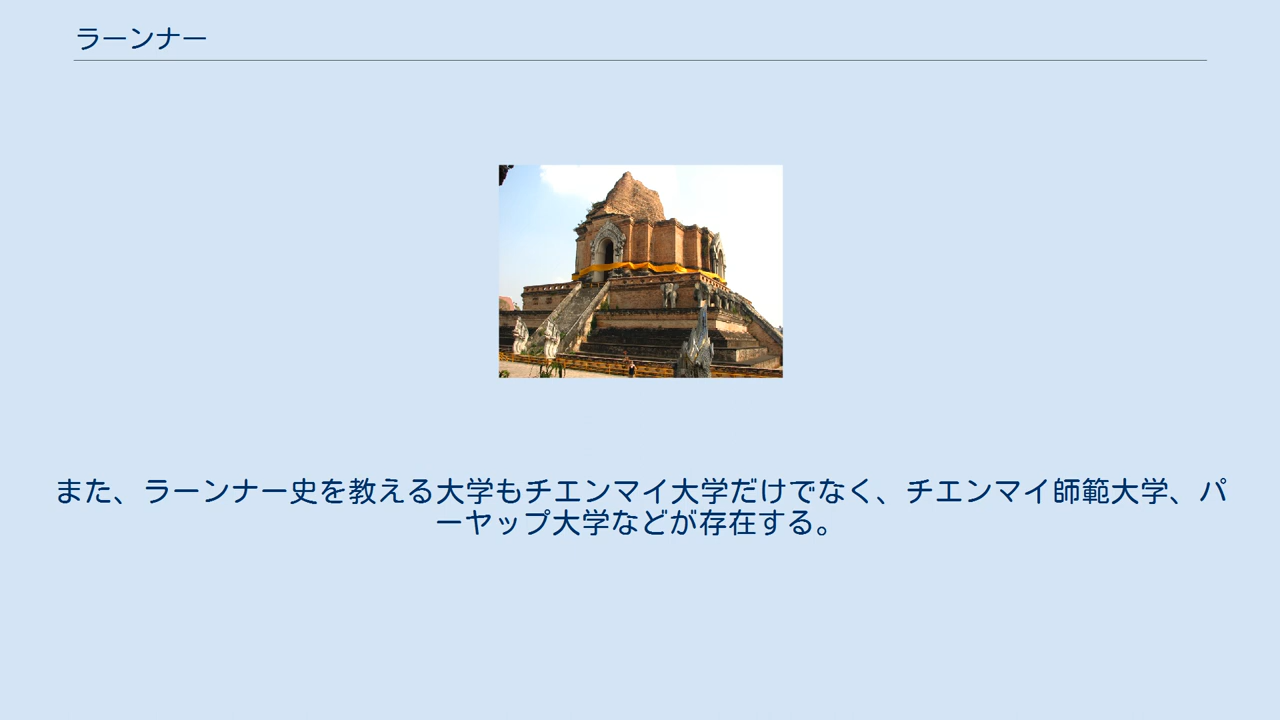 ラーンナー
また、ラーンナー史を教える大学もチエンマイ大学だけでなく、チエンマイ師範大学、パ
ーヤップ大学などが存在する。